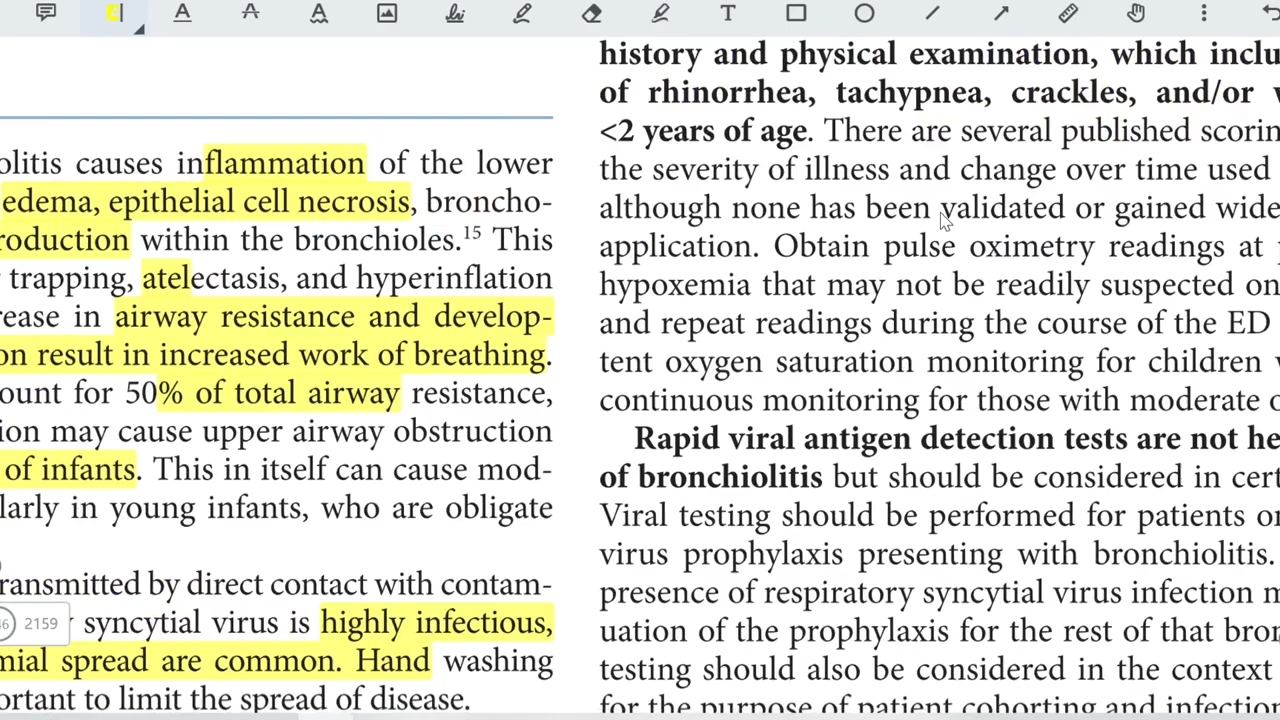 olitis causes inflammation of the lower
edema, epithelial cell necrosis, broncho-
roduction within the bronchioles.15 This
trapping, atelectasis, and hyperinflation
rease in airway resistance and develop-
on result in increased work of breathing.
ount for 50% of total airway resistance,
ion may cause upper airway obstruction
of infants. This in itself can cause mod-
larly in young infants, who are obligate
ransmitted by direct contact with contam-
46 2159 syncytial virus is highly infectious,
mial spread are common. Hand washing
ortant to limit the spread of disease.
history and physical examination, which inclu
of rhinorrhea, tachypnea, crackles, and/or
<2 years of age. There are several published scorin
the severity of illness and change over time used
although none has been validated or gained wide
application. Obtain pulse oximetry readings at
hypoxemia that may not be readily suspected on
and repeat readings during the course of the ED
tent oxygen saturation monitoring for children
continuous monitoring for those with moderate o
Rapid viral antigen detection tests are not he
of bronchiolitis but should be considered in cert
Viral testing should be performed for patients on
virus prophylaxis presenting with bronchiolitis.
presence of respiratory syncytial virus infection m
uation of the prophylaxis for the rest of that bron
testing should also be considered in the context
for the purpose of patient cohorting and infection